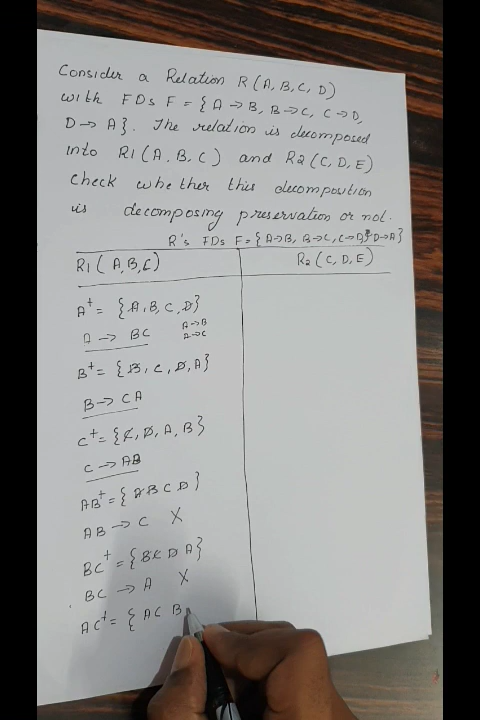 Consider a Relation R(A, B, C, D)
with FDs F = { A → B, B → C, C → D,
D → A}. The relation is decomposed
into R1(A, B, C) and R2(C, D, E)
Check whether this decomposition
is decomposing preservation or not.
R's FDs F = {A→B, B→C, C→D, D→A}
R1 (A, B, C)
A+ = {A, B, C, D}
A → BC
A→B
A→C
B+ = {B, C, D, A}
B → CA
C+ = {C, D, A, B}
C → AB
AB+ = {A B C D}
AB → C X
BC+ = {B C D A}
BC → A X
AC+ = { AC B
R2 (C, D, E)